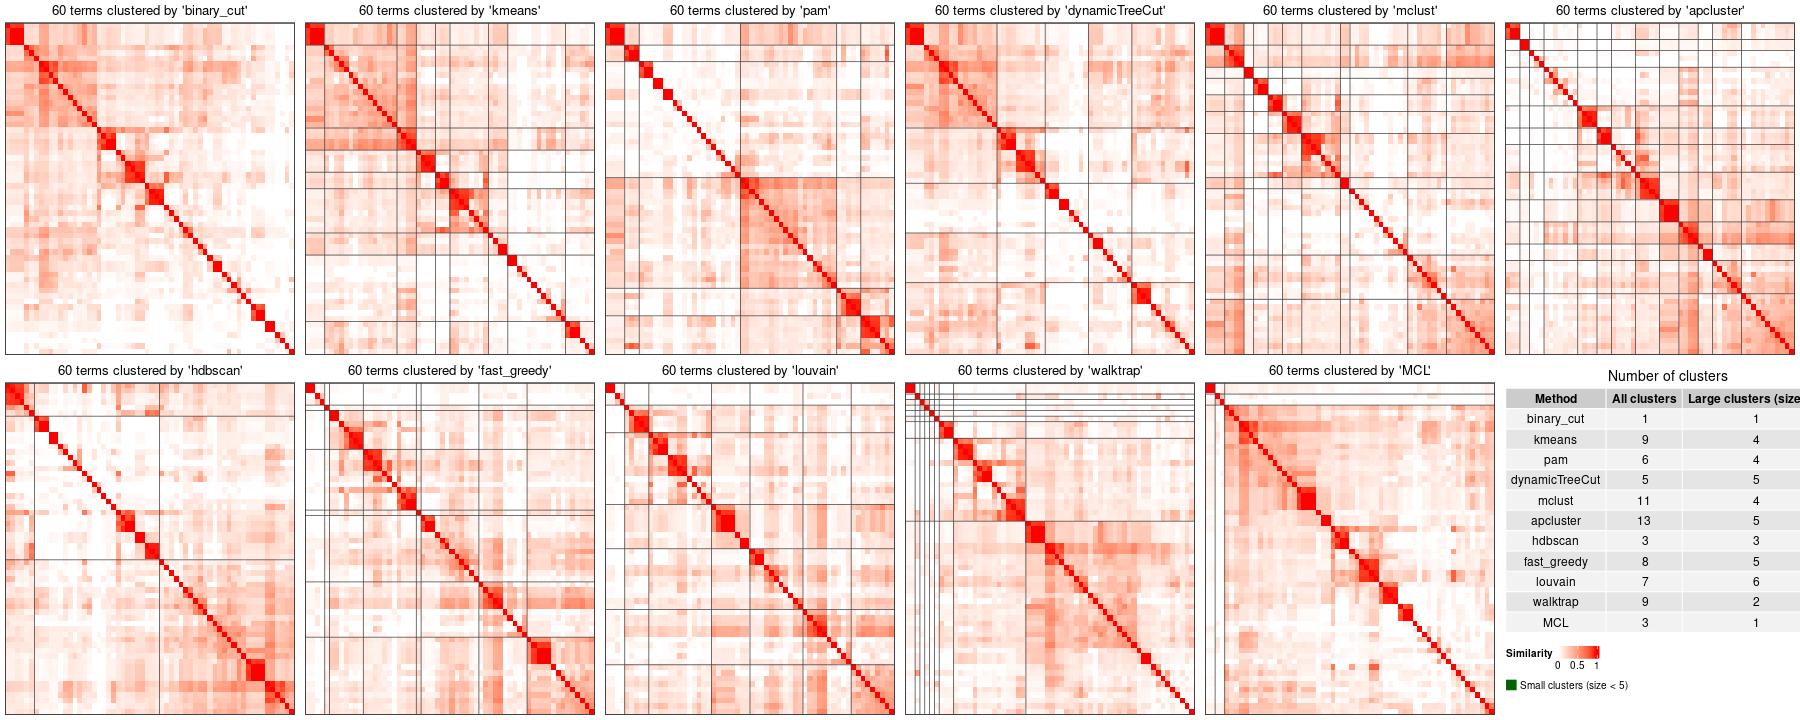 60 terms clustered by 'binary_cut'
60 terms clustered by 'kmeans'
60 terms clustered by 'pam'
60 terms clustered by 'dynamicTreeCut'
60 terms clustered by 'mclust'
60 terms clustered by 'apcluster'
60 terms clustered by 'hdbscan'
60 terms clustered by 'fast_greedy'
60 terms clustered by 'louvain'
60 terms clustered by 'walktrap'
60 terms clustered by 'MCL'
Number of clusters
Method All clusters Large clusters (size
binary_cut 1 1
kmeans 9 4
pam 6 4
dynamicTreeCut 5 5
mclust 11 4
apcluster 13 5
hdbscan 3 3
fast_greedy 8 5
louvain 7 6
walktrap 9 2
MCL 3 1
Similarity
0 0.5 1
Small clusters (size < 5)